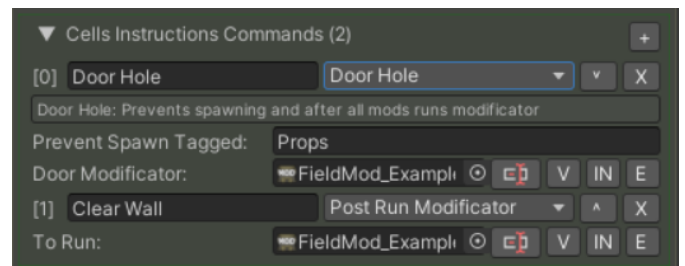 ▼ Cells Instructions Commands (2) +
[0] Door Hole Door Hole ▼ v X
Door Hole: Prevents spawning and after all mods runs modificator
Prevent Spawn Tagged: Props
Door Modificator: FieldMod_Exampl V IN E
[1] Clear Wall Post Run Modificator ▼ ^ X
To Run: FieldMod_Exampl V IN E